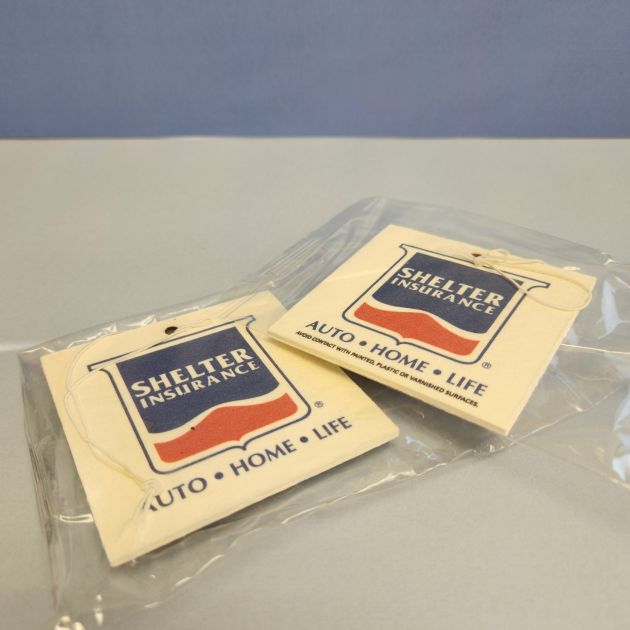 SHELTER
INSURANCE
®
AUTO • HOME • LIFE
SHELTER
INSURANCE
®
AUTO • HOME • LIFE
AVOID CONTACT WITH PAINTED, PLASTIC OR VARNISHED SURFACES.